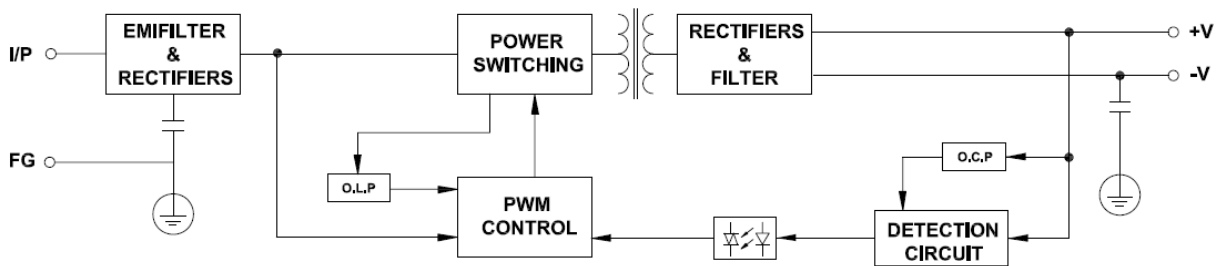 EMIFILTER
&
RECTIFIERS
POWER
SWITCHING
RECTIFIERS
&
FILTER
+V
I/P
-V
FG
O.L.P
PWM
CONTROL
O.C.P
DETECTION
CIRCUIT